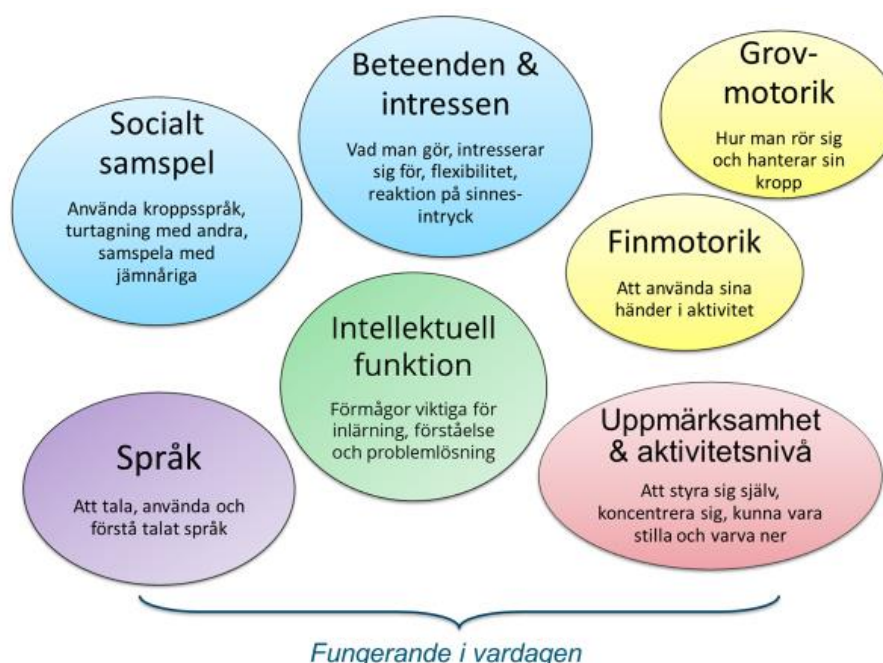 Socialt
samspel
Använda kroppsspråk,
turtagning med andra,
samspela med
jämnåriga
Beteenden &
intressen
Vad man gör, intresserar
sig för, flexibilitet,
reaktion på sinnes-
intryck
Grov-
motorik
Hur man rör sig
och hanterar sin
kropp
Finmotorik
Att använda sina
händer i aktivitet
Intellektuell
funktion
Förmågor viktiga för
inlärning, förståelse
och problemlösning
Språk
Att tala, använda och
förstå talat språk
Uppmärksamhet
& aktivitetsnivå
Att styra sig själv,
koncentrera sig, kunna vara
stilla och varva ner
Fungerande i vardagen